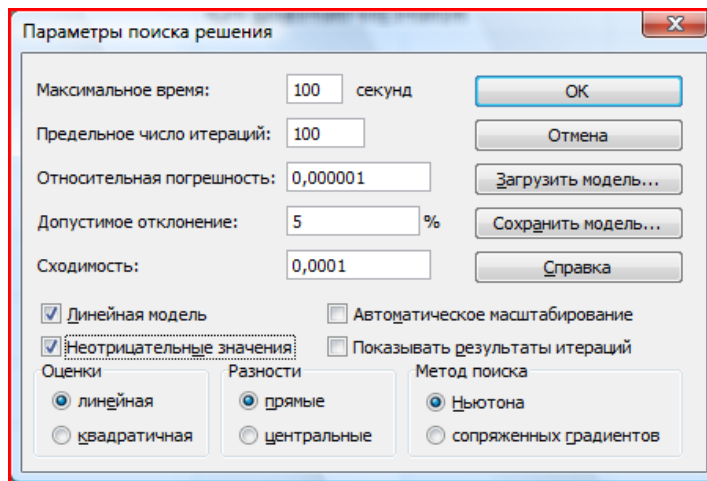 Параметры поиска решения
Максимальное время: 100 секунд OK
Предельное число итераций: 100 Отмена
Относительная погрешность: 0,000001 Загрузить модель...
Допустимое отклонение: 5 % Сохранить модель...
Сходимость: 0,0001 Справка
Линейная модель Автоматическое масштабирование
Неотрицательные значения Показывать результаты итераций
Оценки Разности Метод поиска
линейная прямые Ньютона
квадратичная центральные сопряженных градиентов